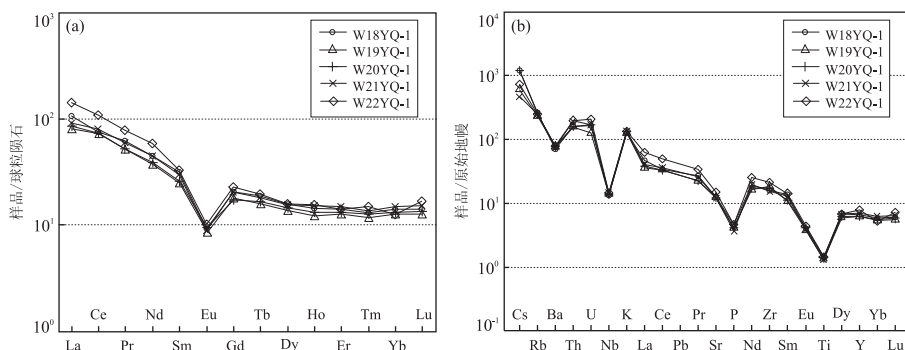 (a)
10³
10²
10¹
10⁰
样品/球粒陨石
W18YQ-1
W19YQ-1
W20YQ-1
W21YQ-1
W22YQ-1
Ce Nd Eu Tb Ho Tm Lu
La Pr Sm Gd Dy Er Yb
(b)
10⁴
10³
10²
10¹
10⁰
10⁻¹
样品/原始地幔
W18YQ-1
W19YQ-1
W20YQ-1
W21YQ-1
W22YQ-1
Cs Ba U K Ce Pr P Zr Eu Dy Yb
Rb Th Nb La Pb Sr Nd Sm Ti Y Lu